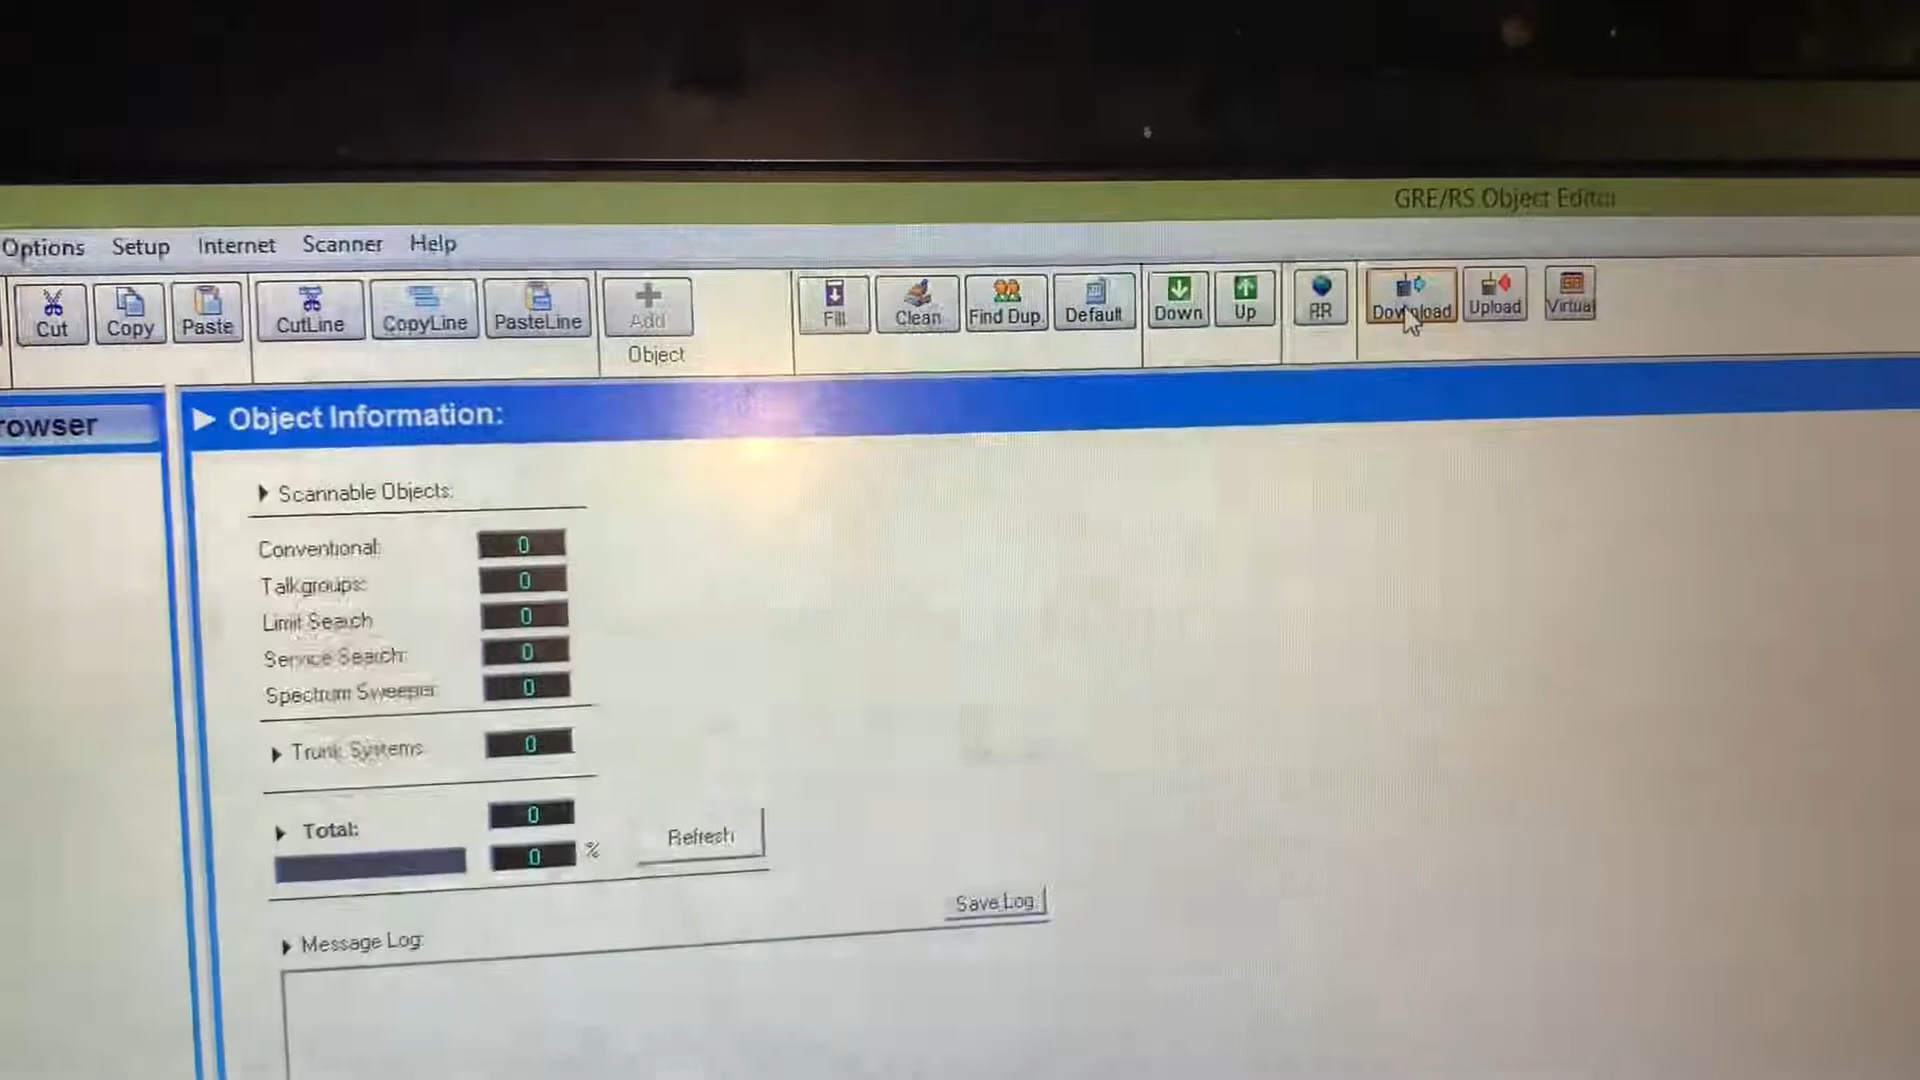 GRE/RS Object Editor
Options Setup Internet Scanner Help
Cut Copy Paste CutLine CopyLine PasteLine Add Fill Clean Find Dup. Default Down Up RR Download Upload Virtual
Object
rowser
Object Information:
Scannable Objects:
Conventional: 0
Talkgroups: 0
Limit Search 0
Service Search: 0
Spectrum Sweeper 0
Trunk Systems 0
Total: 0
0 %
Refresh
Save Log
Message Log: